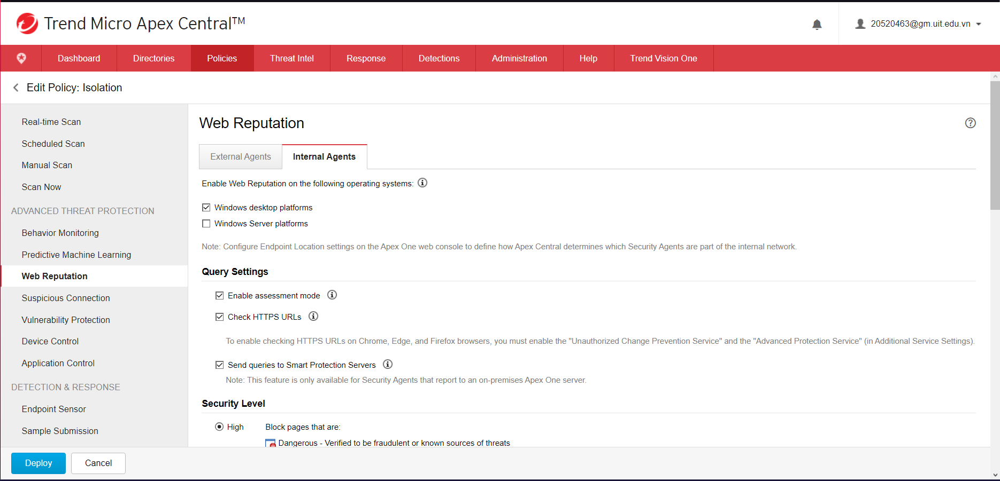 Trend Micro Apex Central™
20520463@gm.uit.edu.vn
Dashboard Directories Policies Threat Intel Response Detections Administration Help Trend Vision One
Edit Policy: Isolation
Real-time Scan
Scheduled Scan
Manual Scan
Scan Now
ADVANCED THREAT PROTECTION
Behavior Monitoring
Predictive Machine Learning
Web Reputation
Suspicious Connection
Vulnerability Protection
Device Control
Application Control
DETECTION & RESPONSE
Endpoint Sensor
Sample Submission
Web Reputation
External Agents Internal Agents
Enable Web Reputation on the following operating systems:
Windows desktop platforms
Windows Server platforms
Note: Configure Endpoint Location settings on the Apex One web console to define how Apex Central determines which Security Agents are part of the internal network.
Query Settings
Enable assessment mode
Check HTTPS URLs
To enable checking HTTPS URLs on Chrome, Edge, and Firefox browsers, you must enable the "Unauthorized Change Prevention Service" and the "Advanced Protection Service" (in Additional Service Settings).
Send queries to Smart Protection Servers
Note: This feature is only available for Security Agents that report to an on-premises Apex One server.
Security Level
High Block pages that are:
Dangerous - Verified to be fraudulent or known sources of threats
Deploy Cancel